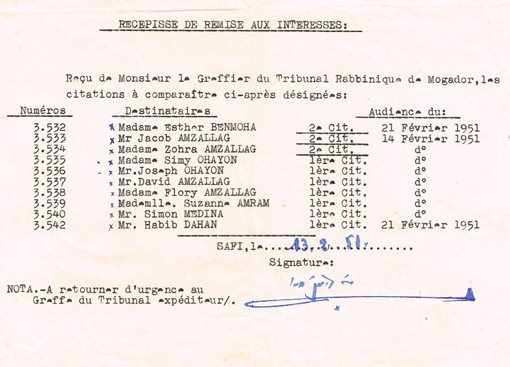 RECEPISSE DE REMISE AUX INTERESSES:
Reçu de Monsieur le Greffier du Tribunal Rabbinique de Mogador, les
citations à comparaître ci-après désignées:
Numéros Destinataires Audience du:
3.532 x Madame Esther BENMOHA 2e Cit. 21 Février 1951
3.533 x Mr Jacob AMZALLAG 2e Cit. 14 Février 1951
3.534 x Madame Zohra AMZALLAG 2e Cit. d°
3.535 x Madame Simy OHAYON 1ère Cit. d°
3.536 x Mr.Joseph OHAYON 1ère Cit. d°
3.537 x Mr.David AMZALLAG 1ère Cit. d°
3.538 x Madame Flory AMZALLAG 1ère Cit. d°
3.539 x Mademlle. Suzanne AMRAM 1ère Cit. d°
3.540 x Mr. Simon MEDINA 1ère Cit. d°
3.542 x Mr. Habib DAHAN 1ère Cit. 21 Février 1951
SAFI,le....13.2.51...........
Signature:
NOTA.-A retourner d'urgence au
Greffe du Tribunal expéditeur/.